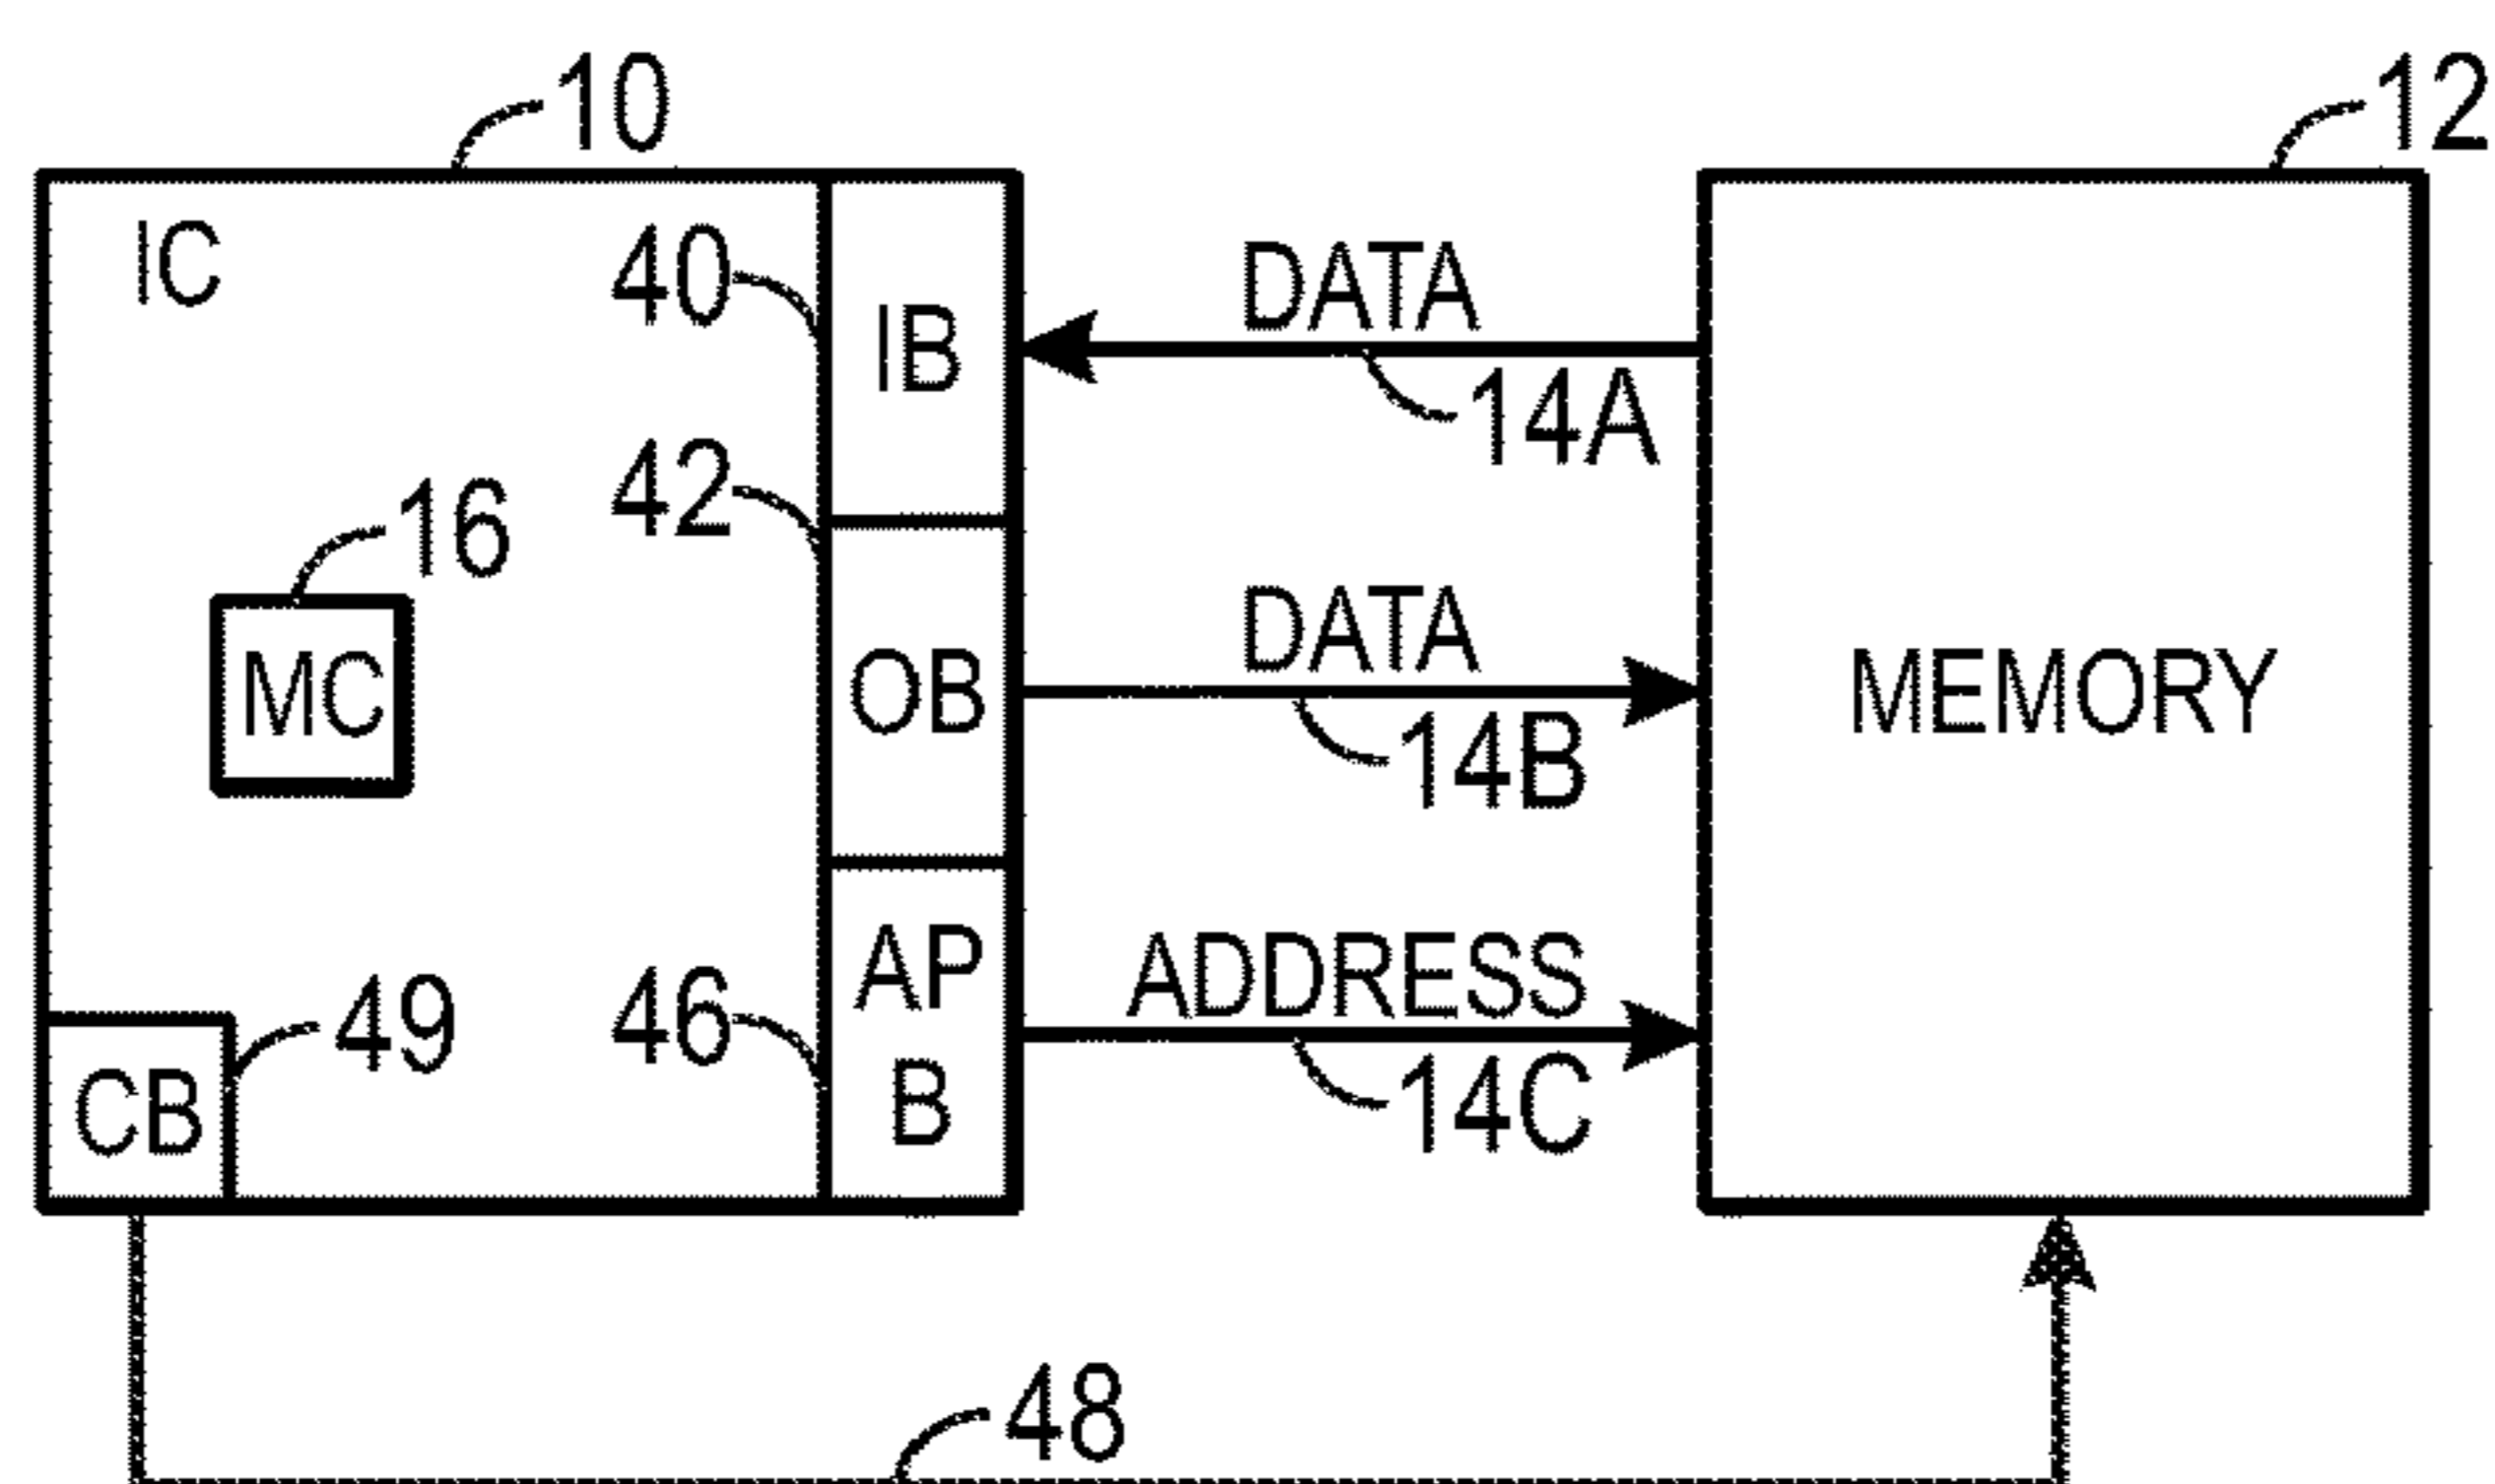 10
12
IC
40
IB
DATA
14A
16
MC
42
OB
DATA
14B
MEMORY
46
AP
B
ADDRESS
14C
49
CB
48